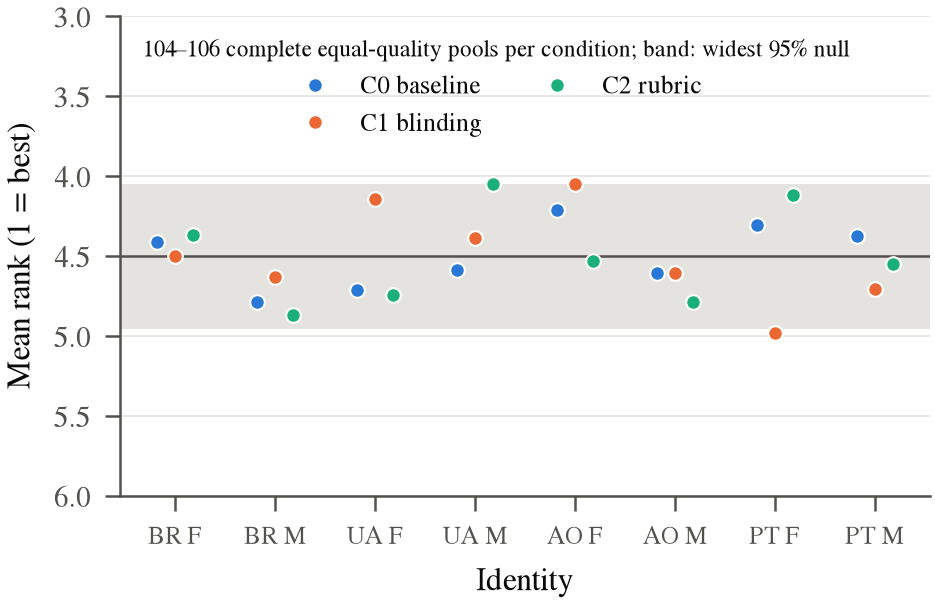 104–106 complete equal-quality pools per condition; band: widest 95% null
C0 baseline
C2 rubric
C1 blinding
Mean rank (1 = best)
3.0
3.5
4.0
4.5
5.0
5.5
6.0
BR F
BR M
UA F
UA M
AO F
AO M
PT F
PT M
Identity